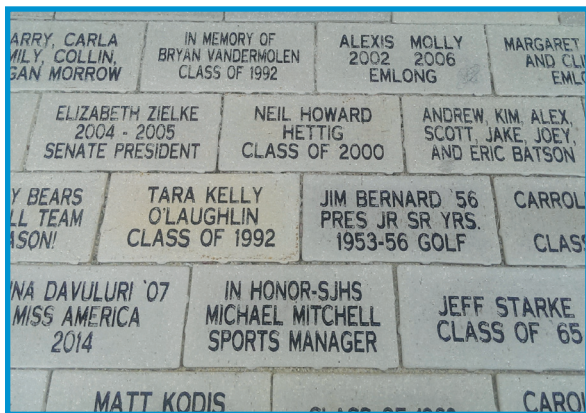 ARRY, CARLA
MILY, COLLIN,
GAN MORROW
IN MEMORY OF
BRYAN VANDERMOLEN
CLASS OF 1992
ALEXIS MOLLY
2002 2006
EMLONG
MARGARET
AND CLI
EMLO
ELIZABETH ZIELKE
2004 - 2005
SENATE PRESIDENT
NEIL HOWARD
HETTIG
CLASS OF 2000
ANDREW, KIM, ALEX,
SCOTT, JAKE, JOEY,
AND ERIC BATSON
Y BEARS
LL TEAM
ASON!
TARA KELLY
O'LAUGHLIN
CLASS OF 1992
JIM BERNARD '56
PRES JR SR YRS.
1953-56 GOLF
CARROL
CLASS
INA DAVULURI '07
MISS AMERICA
2014
IN HONOR-SJHS
MICHAEL MITCHELL
SPORTS MANAGER
JEFF STARKE
CLASS OF '65
MATT KODIS
CARO